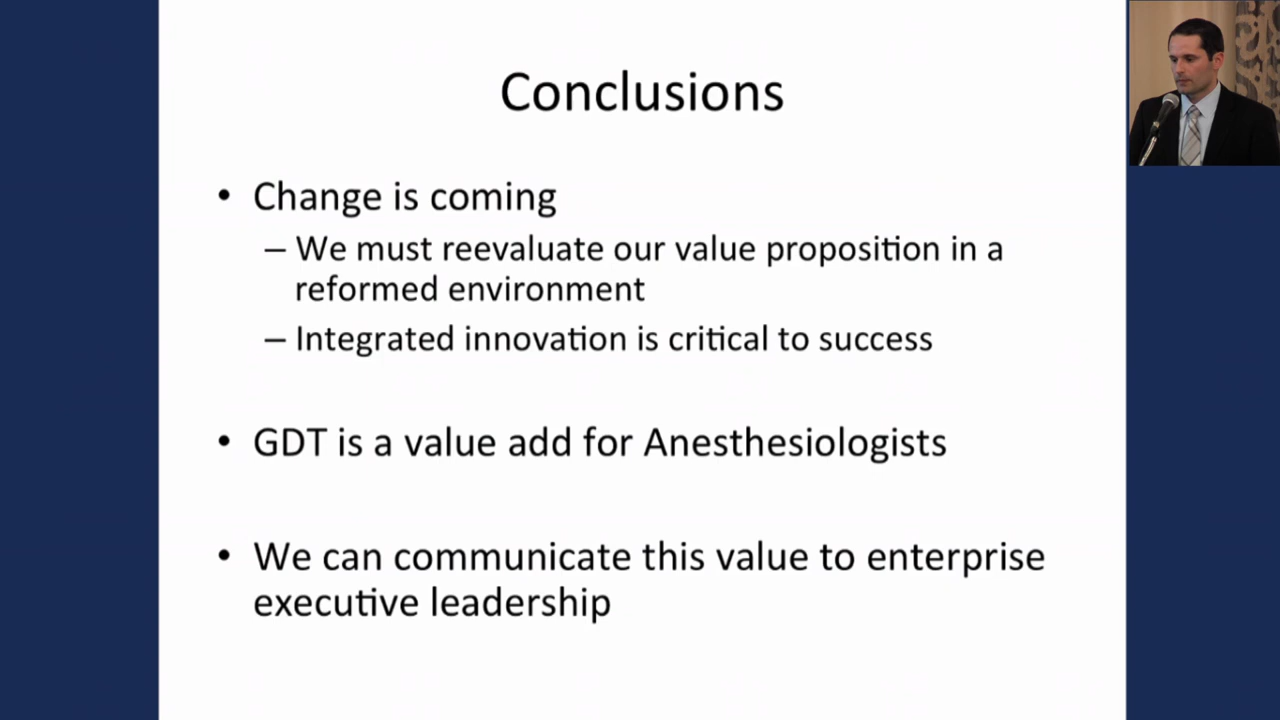 Conclusions
• Change is coming
– We must reevaluate our value proposition in a
reformed environment
– Integrated innovation is critical to success
• GDT is a value add for Anesthesiologists
• We can communicate this value to enterprise
executive leadership